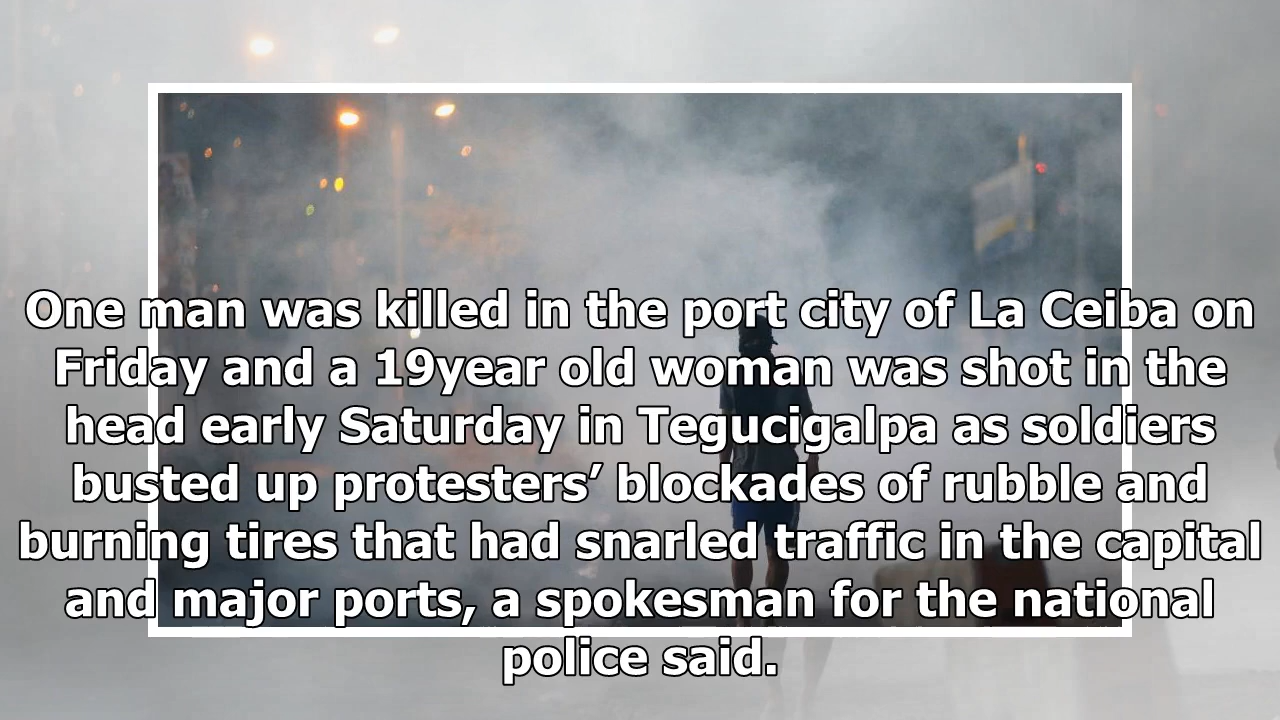 One man was killed in the port city of La Ceiba on
Friday and a 19year old woman was shot in the
head early Saturday in Tegucigalpa as soldiers
busted up protesters’ blockades of rubble and
burning tires that had snarled traffic in the capital
and major ports, a spokesman for the national
police said.